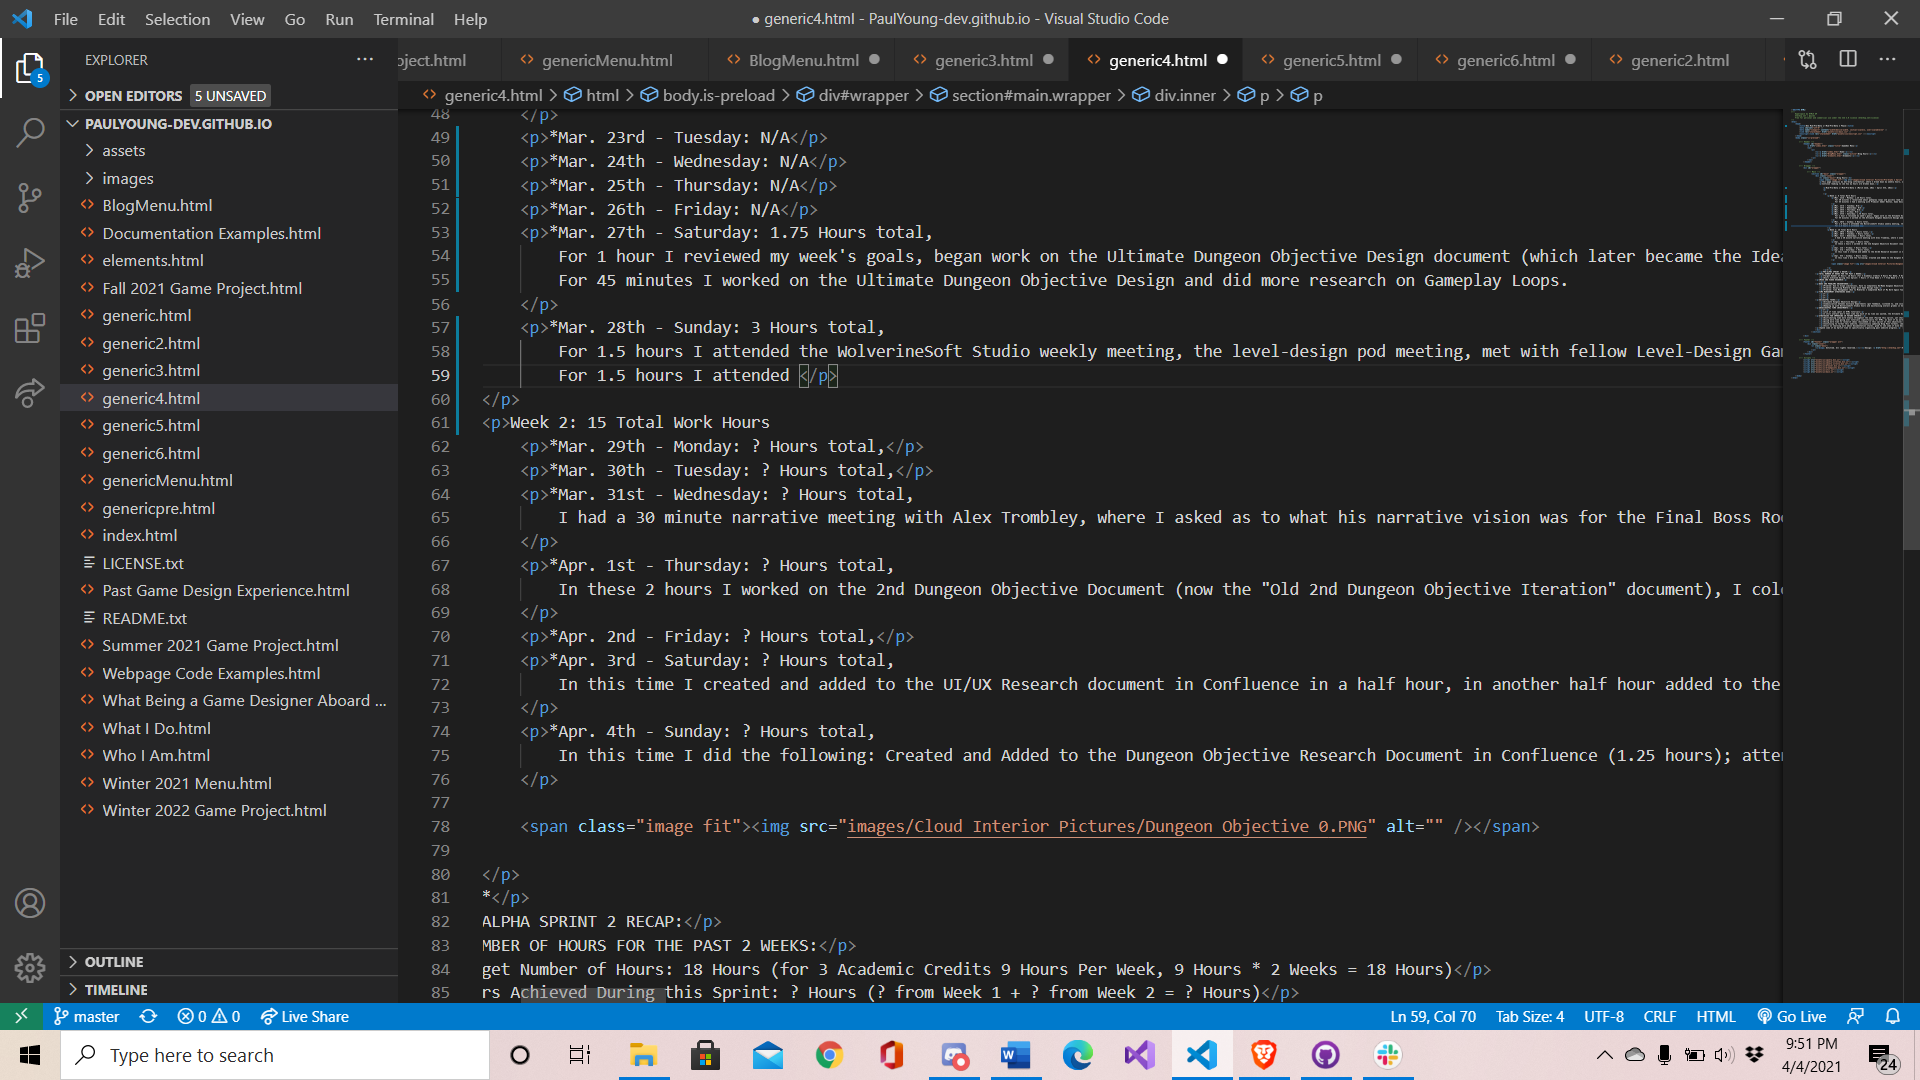 File Edit Selection View Go Run Terminal Help
● generic4.html - PaulYoung-dev.github.io - Visual Studio Code
EXPLORER
oject.html genericMenu.html BlogMenu.html generic3.html generic4.html generic5.html generic6.html generic2.html
OPEN EDITORS 5 UNSAVED
generic4.html > html > body.is-preload > div#wrapper > section#main.wrapper > div.inner > p > p
5
PAULYOUNG-DEV.GITHUB.IO
assets
images
BlogMenu.html
Documentation Examples.html
elements.html
Fall 2021 Game Project.html
generic.html
generic2.html
generic3.html
generic4.html
generic5.html
generic6.html
genericMenu.html
genericpre.html
index.html
LICENSE.txt
Past Game Design Experience.html
README.txt
Summer 2021 Game Project.html
Webpage Code Examples.html
What Being a Game Designer Aboard ...
What I Do.html
Who I Am.html
Winter 2021 Menu.html
Winter 2022 Game Project.html
OUTLINE
TIMELINE
48 </p>
49 <p>*Mar. 23rd - Tuesday: N/A</p>
50 <p>*Mar. 24th - Wednesday: N/A</p>
51 <p>*Mar. 25th - Thursday: N/A</p>
52 <p>*Mar. 26th - Friday: N/A</p>
53 <p>*Mar. 27th - Saturday: 1.75 Hours total,
54 For 1 hour I reviewed my week's goals, began work on the Ultimate Dungeon Objective Design document (which later became the Idea
55 For 45 minutes I worked on the Ultimate Dungeon Objective Design and did more research on Gameplay Loops.
56 </p>
57 <p>*Mar. 28th - Sunday: 3 Hours total,
58 For 1.5 hours I attended the WolverineSoft Studio weekly meeting, the level-design pod meeting, met with fellow Level-Design Gam
59 For 1.5 hours I attended </p>
60 </p>
61 <p>Week 2: 15 Total Work Hours
62 <p>*Mar. 29th - Monday: ? Hours total,</p>
63 <p>*Mar. 30th - Tuesday: ? Hours total,</p>
64 <p>*Mar. 31st - Wednesday: ? Hours total,
65 I had a 30 minute narrative meeting with Alex Trombley, where I asked as to what his narrative vision was for the Final Boss Roo
66 </p>
67 <p>*Apr. 1st - Thursday: ? Hours total,
68 In these 2 hours I worked on the 2nd Dungeon Objective Document (now the "Old 2nd Dungeon Objective Iteration" document), I colo
69 </p>
70 <p>*Apr. 2nd - Friday: ? Hours total,</p>
71 <p>*Apr. 3rd - Saturday: ? Hours total,
72 In this time I created and added to the UI/UX Research document in Confluence in a half hour, in another half hour added to the
73 </p>
74 <p>*Apr. 4th - Sunday: ? Hours total,
75 In this time I did the following: Created and Added to the Dungeon Objective Research Document in Confluence (1.25 hours); atten
76 </p>
77
78 <span class="image fit"><img src="images/Cloud Interior Pictures/Dungeon Objective 0.PNG" alt="" /></span>
79
80 </p>
81 *</p>
82 ALPHA SPRINT 2 RECAP:</p>
83 MBER OF HOURS FOR THE PAST 2 WEEKS:</p>
84 get Number of Hours: 18 Hours (for 3 Academic Credits 9 Hours Per Week, 9 Hours * 2 Weeks = 18 Hours)</p>
85 rs Achieved During this Sprint: ? Hours (? from Week 1 + ? from Week 2 = ? Hours)</p>
master 0 0 Live Share Ln 59, Col 70 Tab Size: 4 UTF-8 CRLF HTML Go Live
Type here to search
9:51 PM
4/4/2021
24